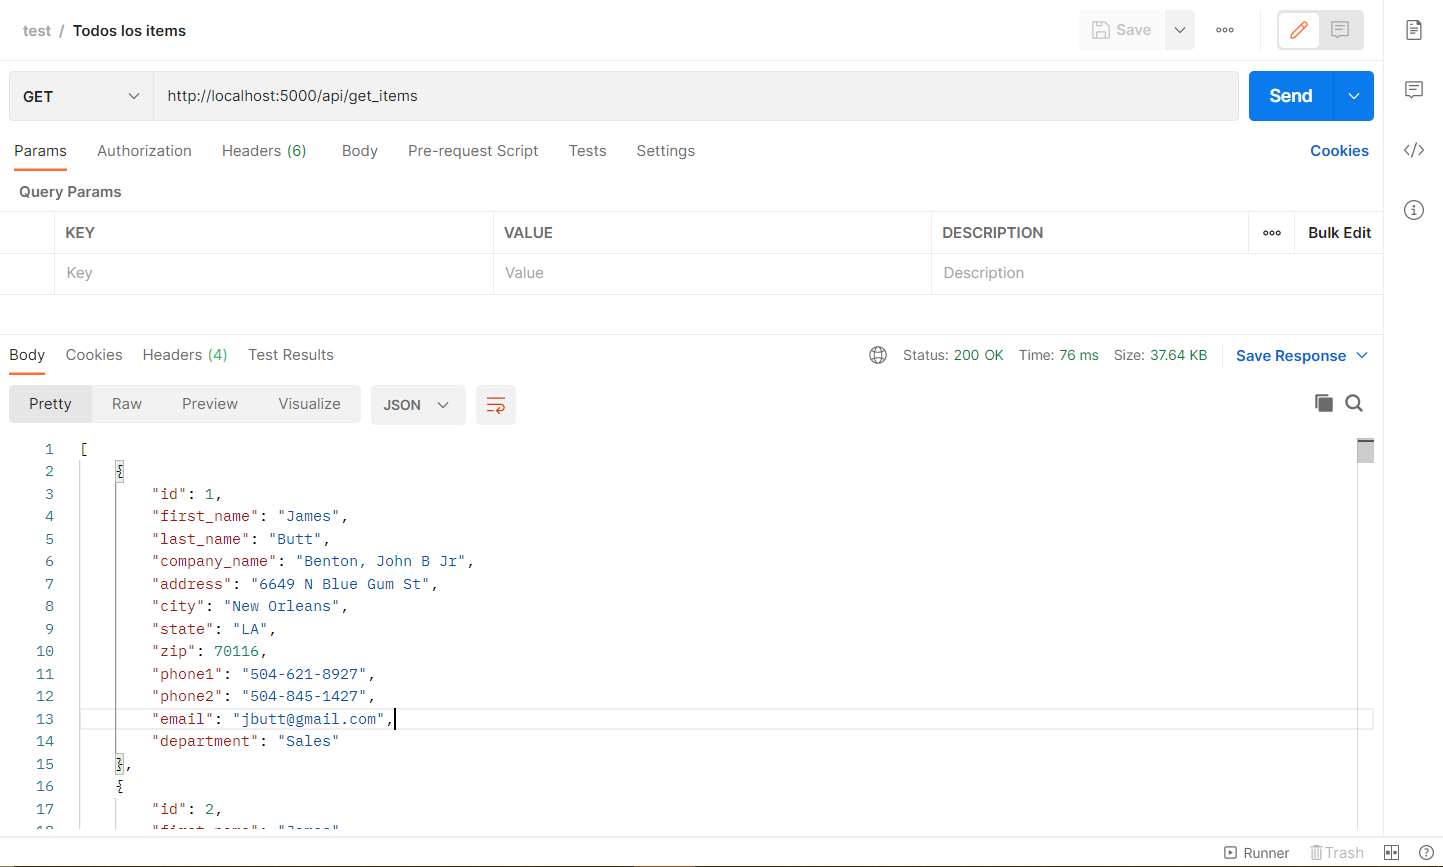 test / Todos los items
Save
GET http://localhost:5000/api/get_items Send
Params Authorization Headers (6) Body Pre-request Script Tests Settings Cookies
Query Params
KEY VALUE DESCRIPTION Bulk Edit
Key Value Description
Body Cookies Headers (4) Test Results Status: 200 OK Time: 76 ms Size: 37.64 KB Save Response
Pretty Raw Preview Visualize JSON
1 [
2 {
3 "id": 1,
4 "first_name": "James",
5 "last_name": "Butt",
6 "company_name": "Benton, John B Jr",
7 "address": "6649 N Blue Gum St",
8 "city": "New Orleans",
9 "state": "LA",
10 "zip": 70116,
11 "phone1": "504-621-8927",
12 "phone2": "504-845-1427",
13 "email": "jbutt@gmail.com",
14 "department": "Sales"
15 },
16 {
17 "id": 2,
Runner Trash